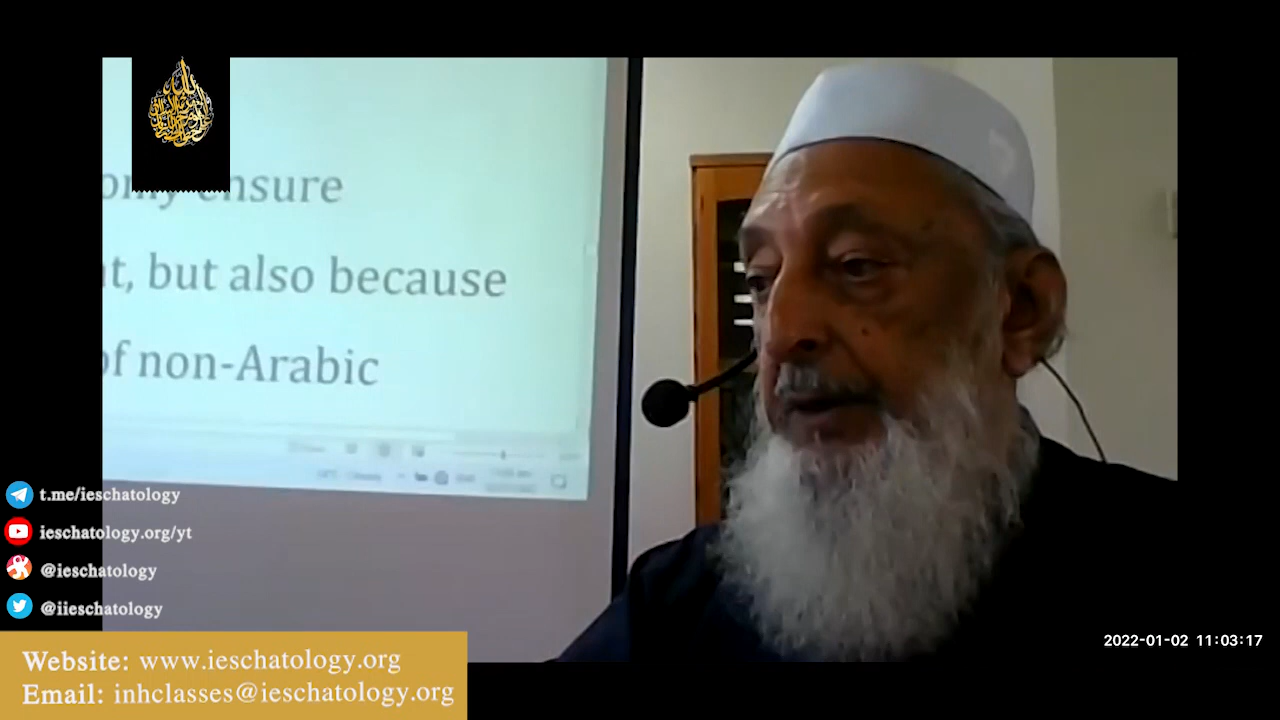 ensure
but also because
of non-Arabic
t.me/ieschatology
ieschatology.org/yt
@ieschatology
@iieschatology
Website: www.ieschatology.org
Email: inhclasses@ieschatology.org
2022-01-02 11:03:17